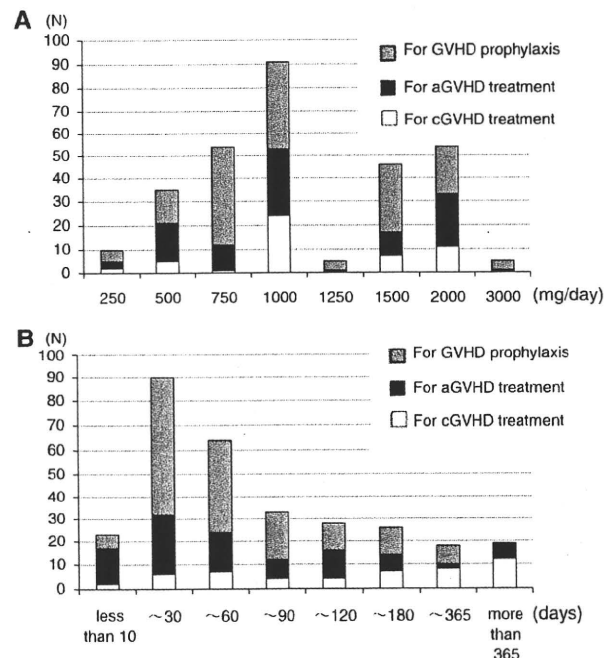 A (N)
100
90
80
70
60
50
40
30
20
10
0
For GVHD prophylaxis
For aGVHD treatment
For cGVHD treatment
250 500 750 1000 1250 1500 2000 3000 (mg/day)
B (N)
100
90
80
70
60
50
40
30
20
10
0
For GVHD prophylaxis
For aGVHD treatment
For cGVHD treatment
less than 10 ~30 ~60 ~90 ~120 ~180 ~365 more than 365 (days)